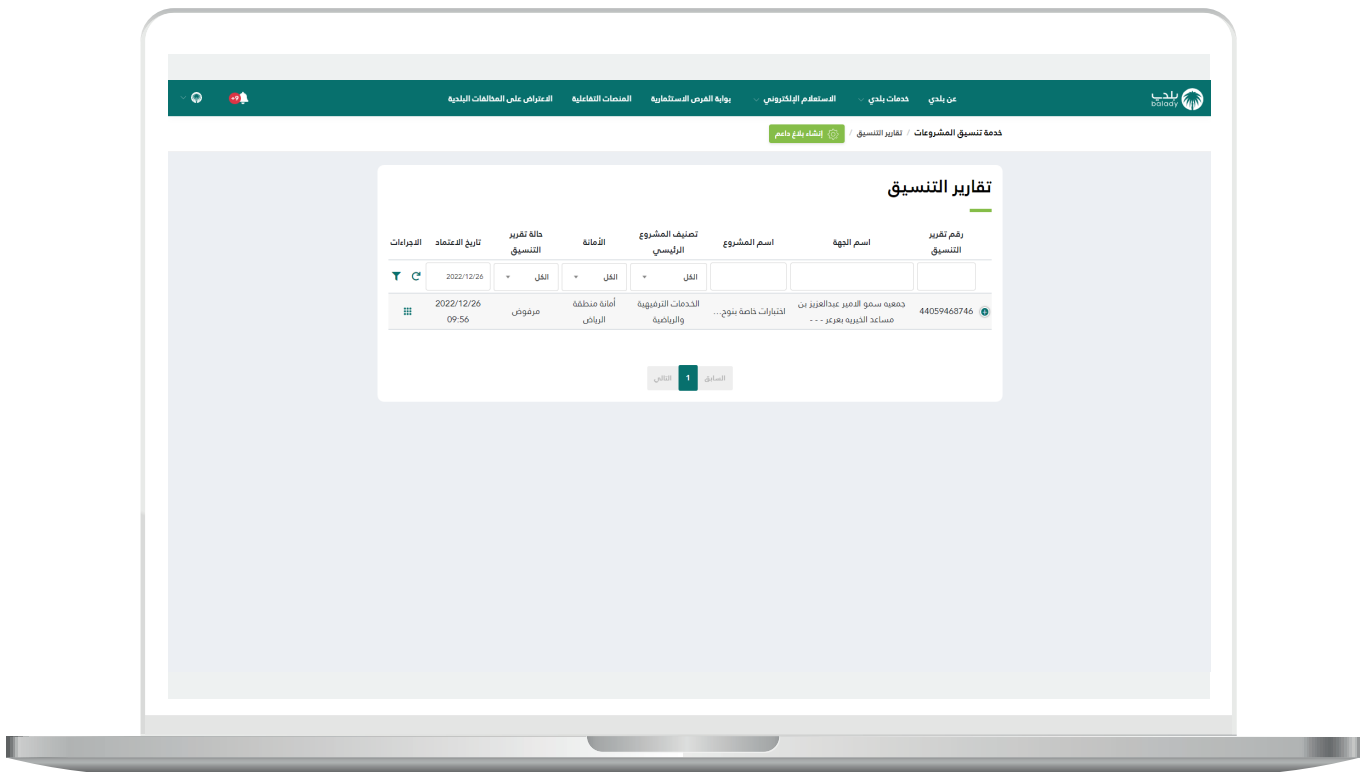 بلدي
balady
عن بلدي
خدمات بلدي
الاستعلام الإلكتروني
بوابة الفرص الاستثمارية
المنصات التفاعلية
الاعتراض على المخالفات البلدية
+9
خدمة تنسيق المشروعات / تقارير التنسيق / إنشاء بلاغ داعم
تقارير التنسيق
رقم تقرير
التنسيق
اسم الجهة
اسم المشروع
تصنيف المشروع
الرئيسي
الأمانة
حالة تقرير
التنسيق
تاريخ الاعتماد
الاجراءات
الكل
الكل
الكل
2022/12/26
44059468746
جمعيه سمو الامير عبدالعزيز بن
مساعد الخيريه بعرعر - - -
اختبارات خاصة بنوح...
الخدمات الترفيهية
والرياضية
أمانة منطقة
الرياض
مرفوض
2022/12/26
09:56
السابق
1
التالي